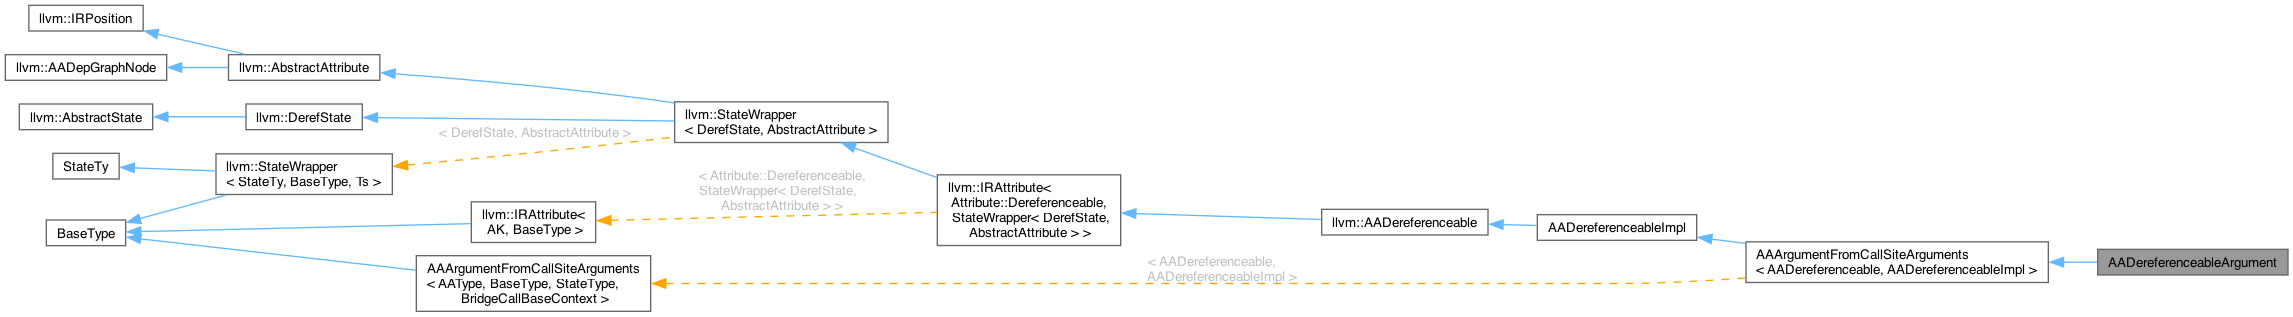 llvm::IRPosition
llvm::AADepGraphNode
llvm::AbstractAttribute
llvm::AbstractState
llvm::DerefState
llvm::StateWrapper
< DerefState, AbstractAttribute >
< DerefState, AbstractAttribute >
StateTy
llvm::StateWrapper
< StateTy, BaseType, Ts >
BaseType
llvm::IRAttribute<
AK, BaseType >
< Attribute::Dereferenceable,
StateWrapper< DerefState,
AbstractAttribute > >
llvm::IRAttribute<
Attribute::Dereferenceable,
StateWrapper< DerefState,
AbstractAttribute > >
llvm::AADereferenceable
AADereferenceableImpl
AAArgumentFromCallSiteArguments
< AAType, BaseType, StateType,
BridgeCallBaseContext >
< AADereferenceable,
AADereferenceableImpl >
AAArgumentFromCallSiteArguments
< AADereferenceable, AADereferenceableImpl >
AADereferenceableArgument